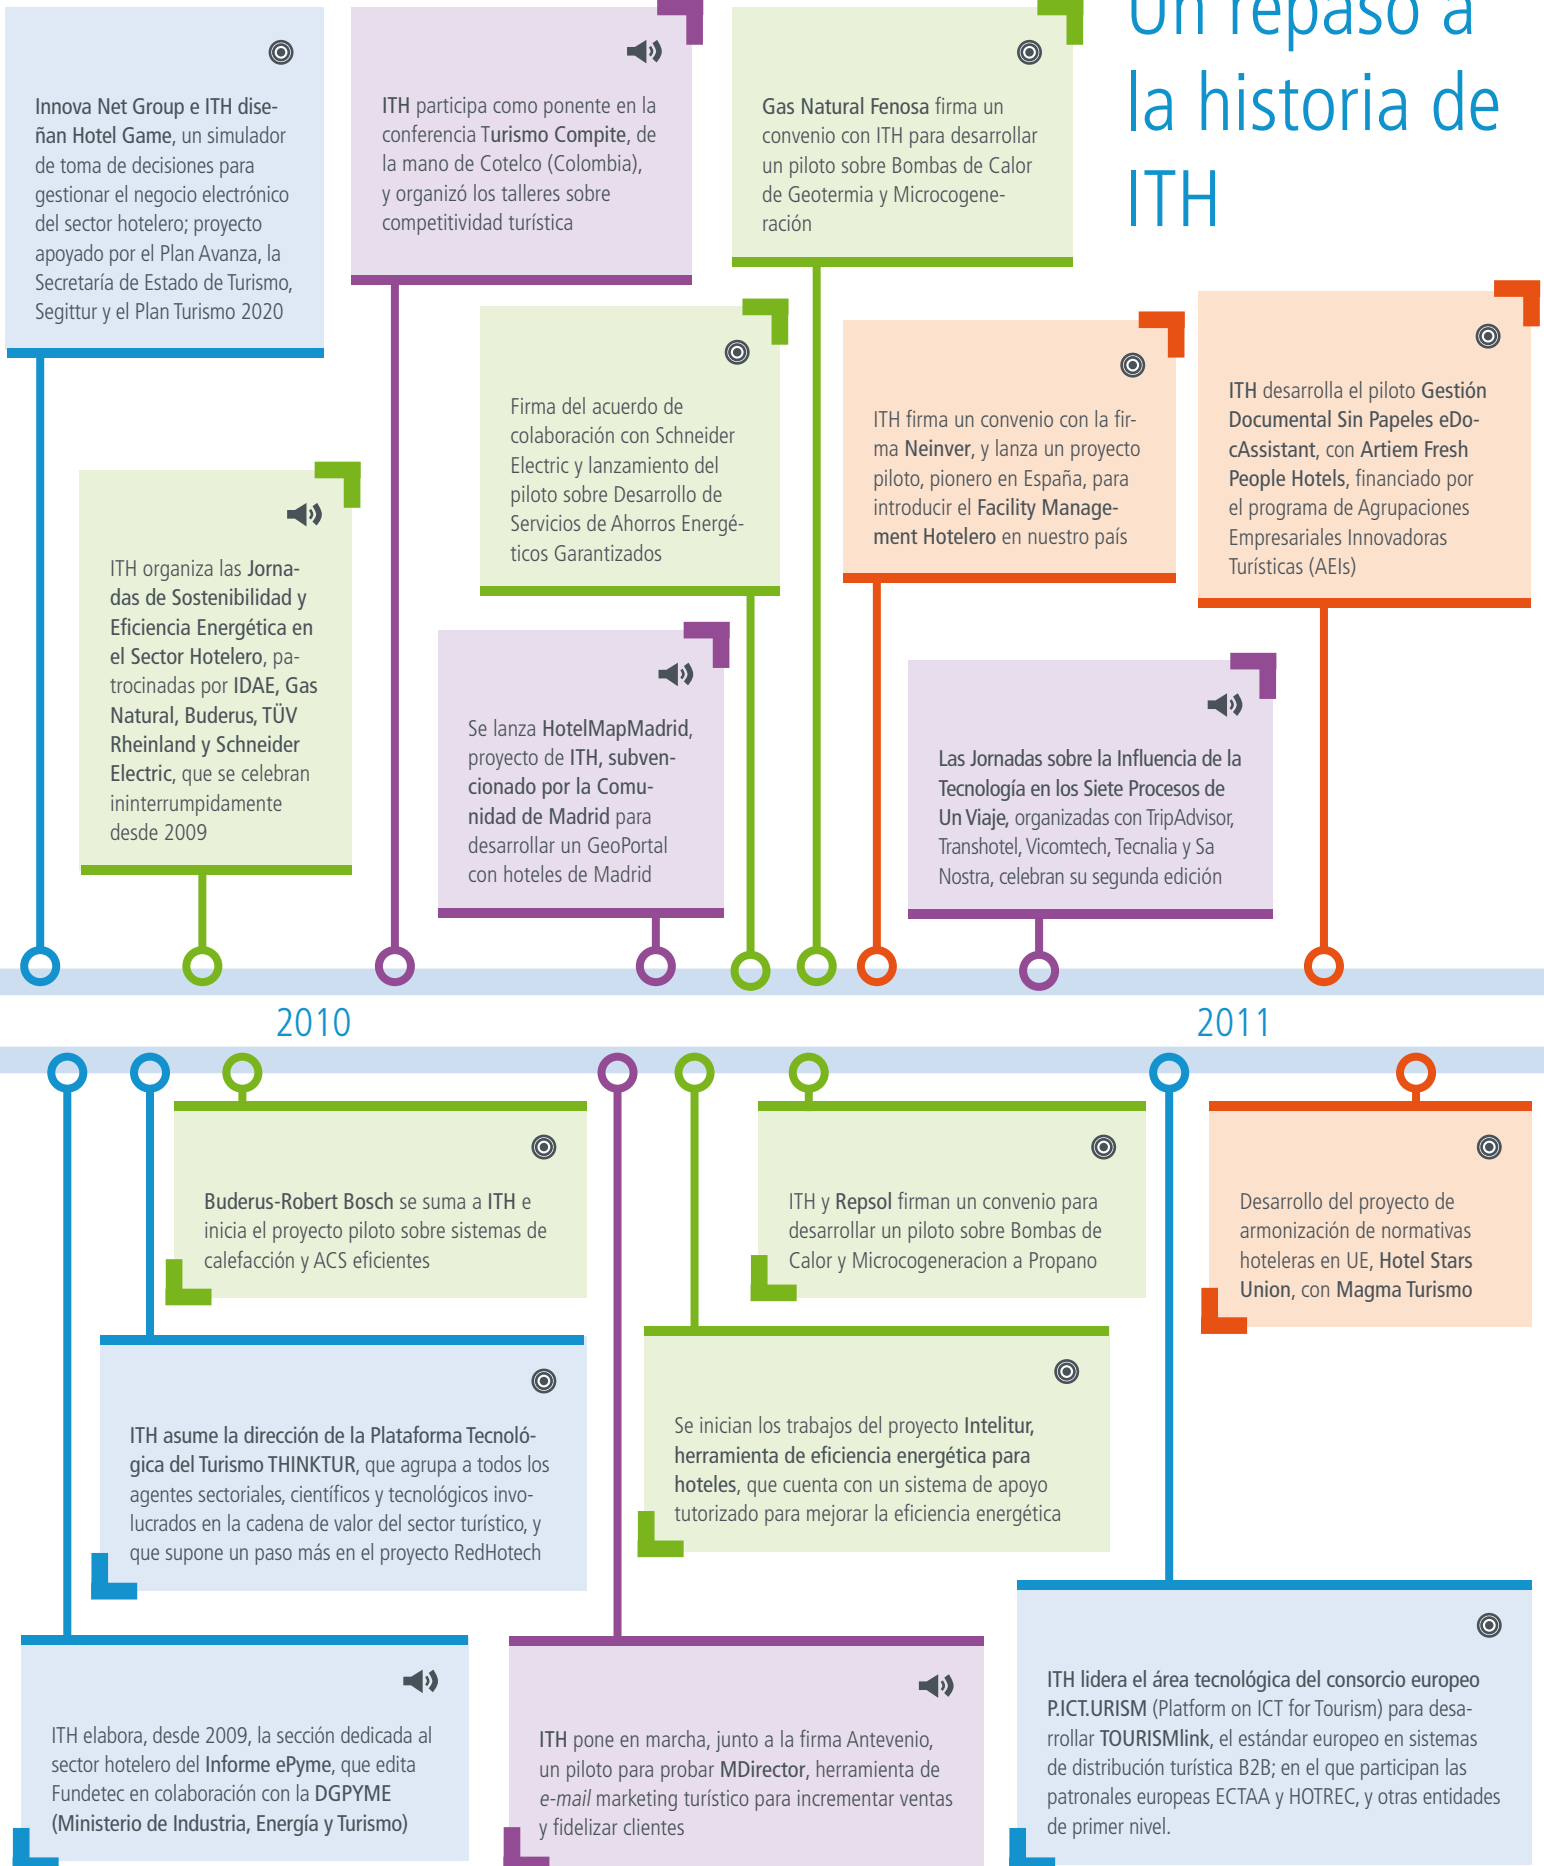 Un repaso a
la historia de
ITH
Innova Net Group e ITH dise-
ñan Hotel Game, un simulador
de toma de decisiones para
gestionar el negocio electrónico
del sector hotelero; proyecto
apoyado por el Plan Avanza, la
Secretaría de Estado de Turismo,
Segittur y el Plan Turismo 2020
ITH participa como ponente en la
conferencia Turismo Compite, de
la mano de Cotelco (Colombia),
y organizó los talleres sobre
competitividad turística
Gas Natural Fenosa firma un
convenio con ITH para desarrollar
un piloto sobre Bombas de Calor
de Geotermia y Microcogene-
ración
ITH organiza las Jorna-
das de Sostenibilidad y
Eficiencia Energética en
el Sector Hotelero, pa-
trocinadas por IDAE, Gas
Natural, Buderus, TÜV
Rheinland y Schneider
Electric, que se celebran
ininterrumpidamente
desde 2009
Firma del acuerdo de
colaboración con Schneider
Electric y lanzamiento del
piloto sobre Desarrollo de
Servicios de Ahorros Energé-
ticos Garantizados
ITH firma un convenio con la fir-
ma Neinver, y lanza un proyecto
piloto, pionero en España, para
introducir el Facility Manage-
ment Hotelero en nuestro país
ITH desarrolla el piloto Gestión
Documental Sin Papeles eDo-
cAssistant, con Artiem Fresh
People Hotels, financiado por
el programa de Agrupaciones
Empresariales Innovadoras
Turísticas (AEIs)
Se lanza HotelMapMadrid,
proyecto de ITH, subven-
cionado por la Comu-
nidad de Madrid para
desarrollar un GeoPortal
con hoteles de Madrid
Las Jornadas sobre la Influencia de la
Tecnología en los Siete Procesos de
Un Viaje, organizadas con TripAdvisor,
Transhotel, Vicomtech, Tecnalia y Sa
Nostra, celebran su segunda edición
2010
2011
Buderus-Robert Bosch se suma a ITH e
inicia el proyecto piloto sobre sistemas de
calefacción y ACS eficientes
ITH y Repsol firman un convenio para
desarrollar un piloto sobre Bombas de
Calor y Microcogeneracion a Propano
Desarrollo del proyecto de
armonización de normativas
hoteleras en UE, Hotel Stars
Union, con Magma Turismo
ITH asume la dirección de la Plataforma Tecnoló-
gica del Turismo THINKTUR, que agrupa a todos los
agentes sectoriales, científicos y tecnológicos invo-
lucrados en la cadena de valor del sector turístico, y
que supone un paso más en el proyecto RedHotech
Se inician los trabajos del proyecto Intelitur,
herramienta de eficiencia energética para
hoteles, que cuenta con un sistema de apoyo
tutorizado para mejorar la eficiencia energética
ITH elabora, desde 2009, la sección dedicada al
sector hotelero del Informe ePyme, que edita
Fundetec en colaboración con la DGPYME
(Ministerio de Industria, Energía y Turismo)
ITH pone en marcha, junto a la firma Antevenio,
un piloto para probar MDirector, herramienta de
e-mail marketing turístico para incrementar ventas
y fidelizar clientes
ITH lidera el área tecnológica del consorcio europeo
P.ICT.URISM (Platform on ICT for Tourism) para desa-
rrollar TOURISMlink, el estándar europeo en sistemas
de distribución turística B2B; en el que participan las
patronales europeas ECTAA y HOTREC, y otras entidades
de primer nivel.